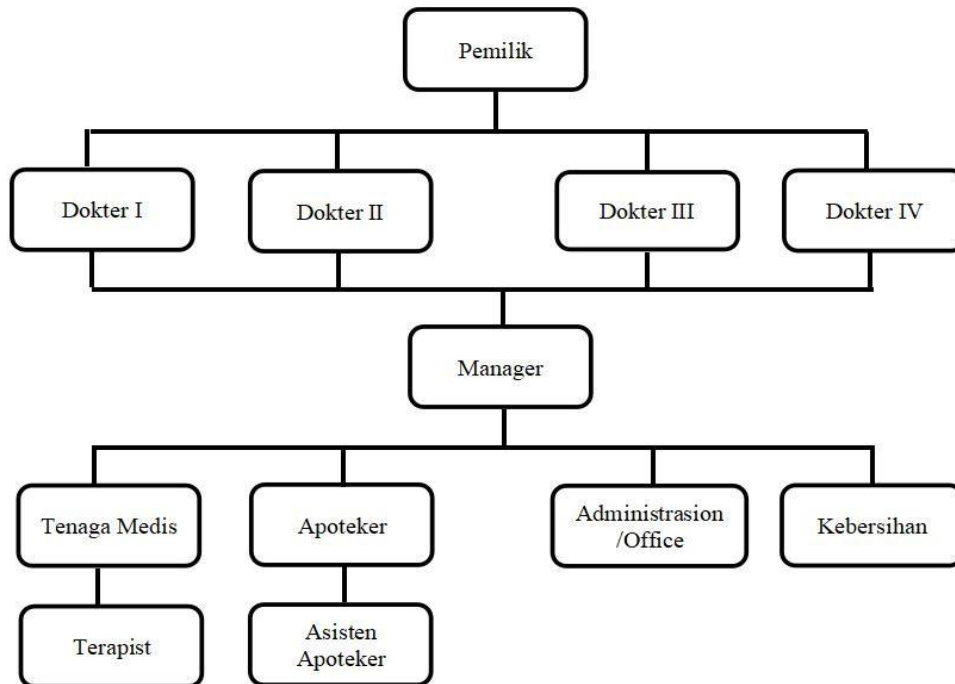 Pemilik
Dokter I
Dokter II
Dokter III
Dokter IV
Manager
Tenaga Medis
Apoteker
Administrasion
/Office
Kebersihan
Terapist
Asisten
Apoteker